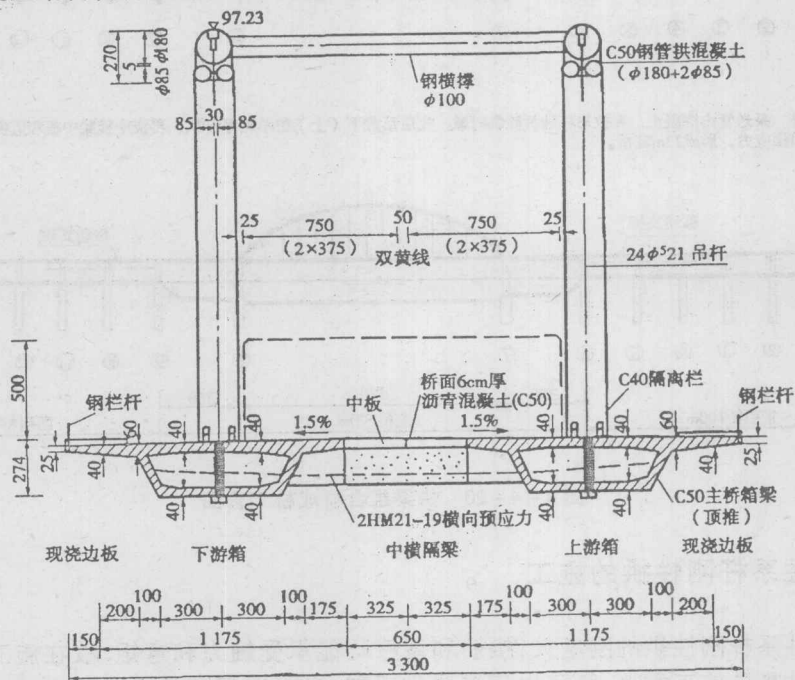 97.23
270
5
φ85 φ180
C50钢管拱混凝土
(φ180+2φ85)
钢横撑
φ100
85 30 85
25 750 50 750 25
(2×375) (2×375)
双黄线
24φ⁵21 吊杆
500
274
25
钢栏杆
60
40
40
40
1.5%
中板
桥面6cm厚
沥青混凝土(C50)
1.5%
C40隔离栏
钢栏杆
40
40
60
40
25
40
40
40
40
40
2HM21-19横向预应力
C50主桥箱梁
(顶推)
现浇边板 下游箱 中横隔梁 上游箱 现浇边板
100 100 100 100
200 300 300 175 325 325 175 300 300 200
150 1175 650 1175 150
3300